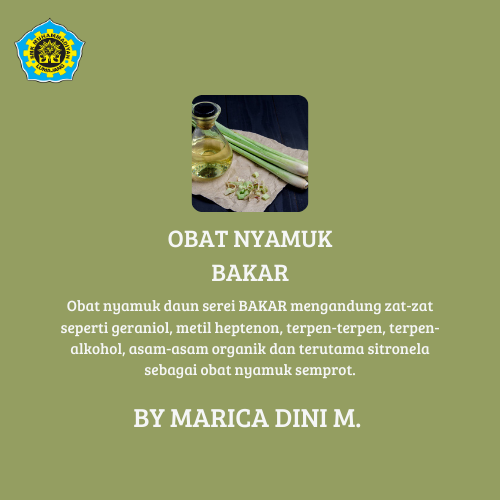 OBAT NYAMUK
BAKAR
Obat nyamuk daun serei BAKAR mengandung zat-zat
seperti geraniol, metil heptenon, terpen-terpen, terpen-
alkohol, asam-asam organik dan terutama sitronela
sebagai obat nyamuk semprot.
BY MARICA DINI M.